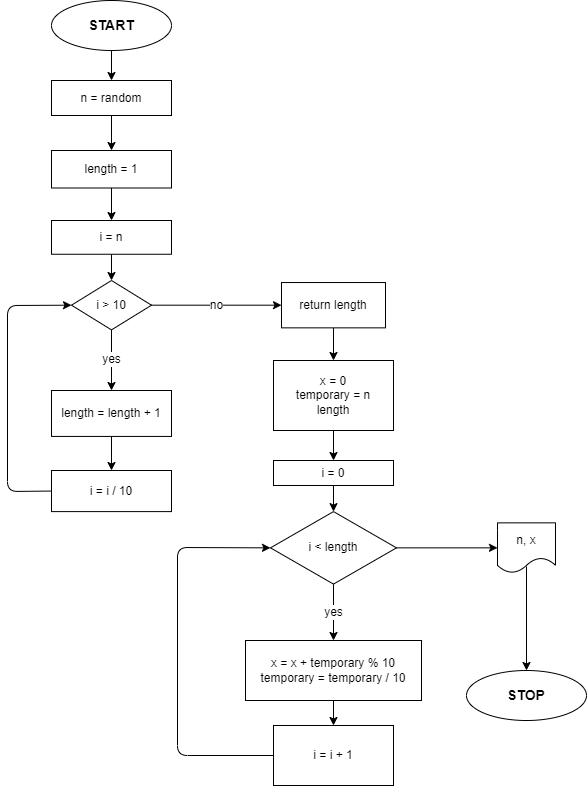 START
n = random
length = 1
i = n
i > 10
no
return length
yes
length = length + 1
i = i / 10
x = 0
temporary = n
length
i = 0
i < length
n, x
yes
x = x + temporary % 10
temporary = temporary / 10
STOP
i = i + 1